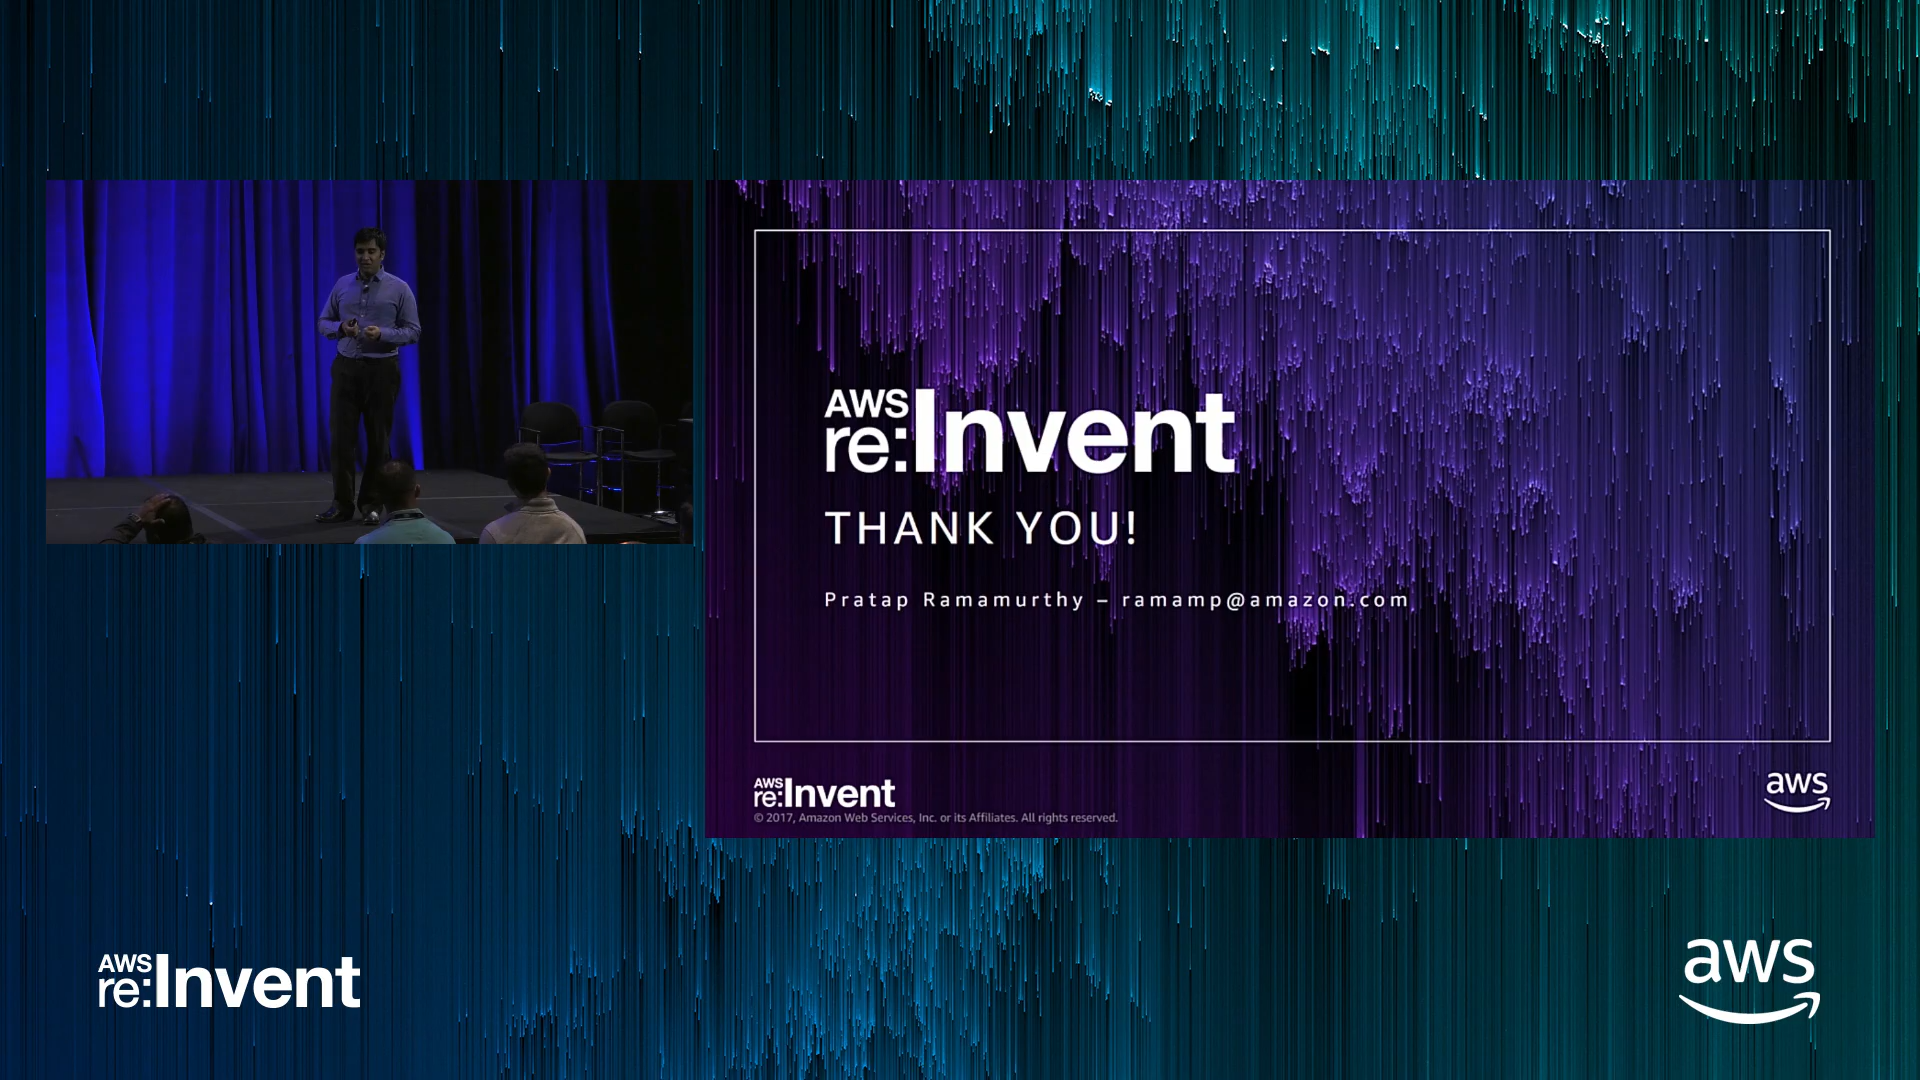 AWS
re:Invent
THANK YOU!
Pratap Ramamurthy – ramamp@amazon.com
AWS
re:Invent
© 2017, Amazon Web Services, Inc. or its Affiliates. All rights reserved.
aws
AWS
re:Invent
aws